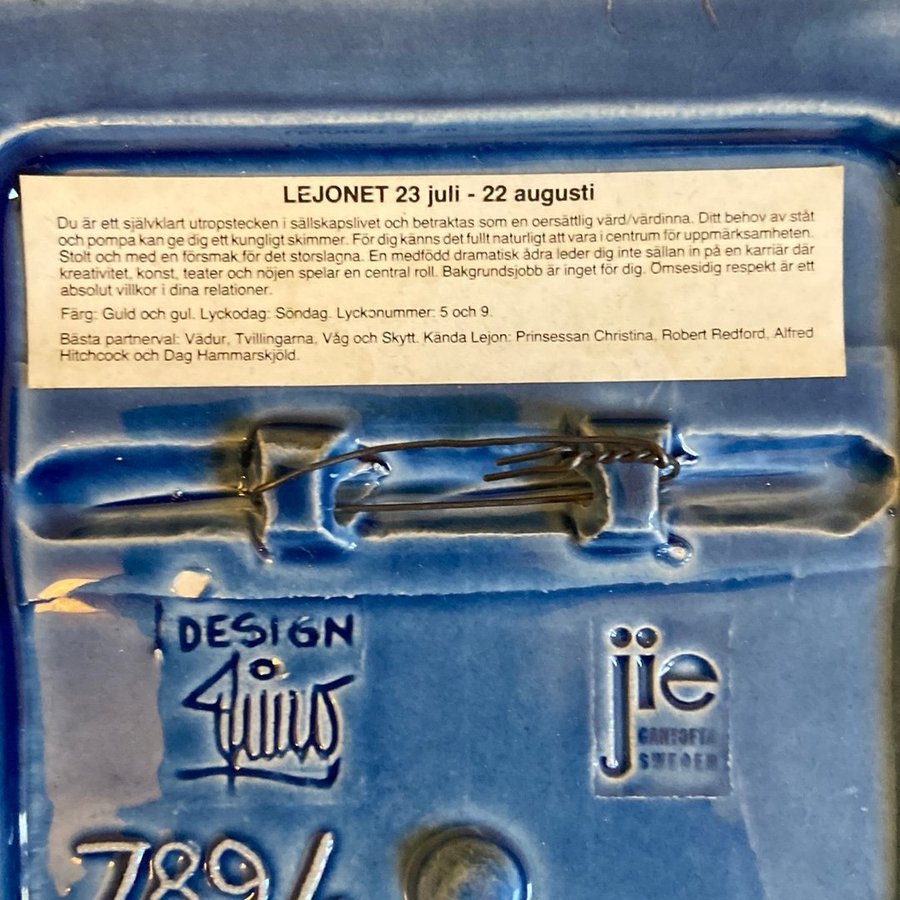 LEJONET 23 juli - 22 augusti
Du är ett självklart utropstecken i sällskapslivet och betraktas som en oersättlig värd/värdinna. Ditt behov av ståt
och pompa kan ge dig ett kungligt skimmer. För dig känns det fullt naturligt att vara i centrum för uppmärksamheten.
Stolt och med en försmak för det storslagna. En medfödd dramatisk ådra leder dig inte sällan in på en karriär där
kreativitet, konst, teater och nöjen spelar en central roll. Bakgrundsjobb är inget för dig. Ömsesidig respekt är ett
absolut villkor i dina relationer.
Färg: Guld och gul. Lyckodag: Söndag. Lyckonummer: 5 och 9.
Bästa partnerval: Vädur, Tvillingarna, Våg och Skytt. Kända Lejon: Prinsessan Christina, Robert Redford, Alfred
Hitchcock och Dag Hammarskjöld.
DESIGN
jie
GANTOFTA
SWEDEN